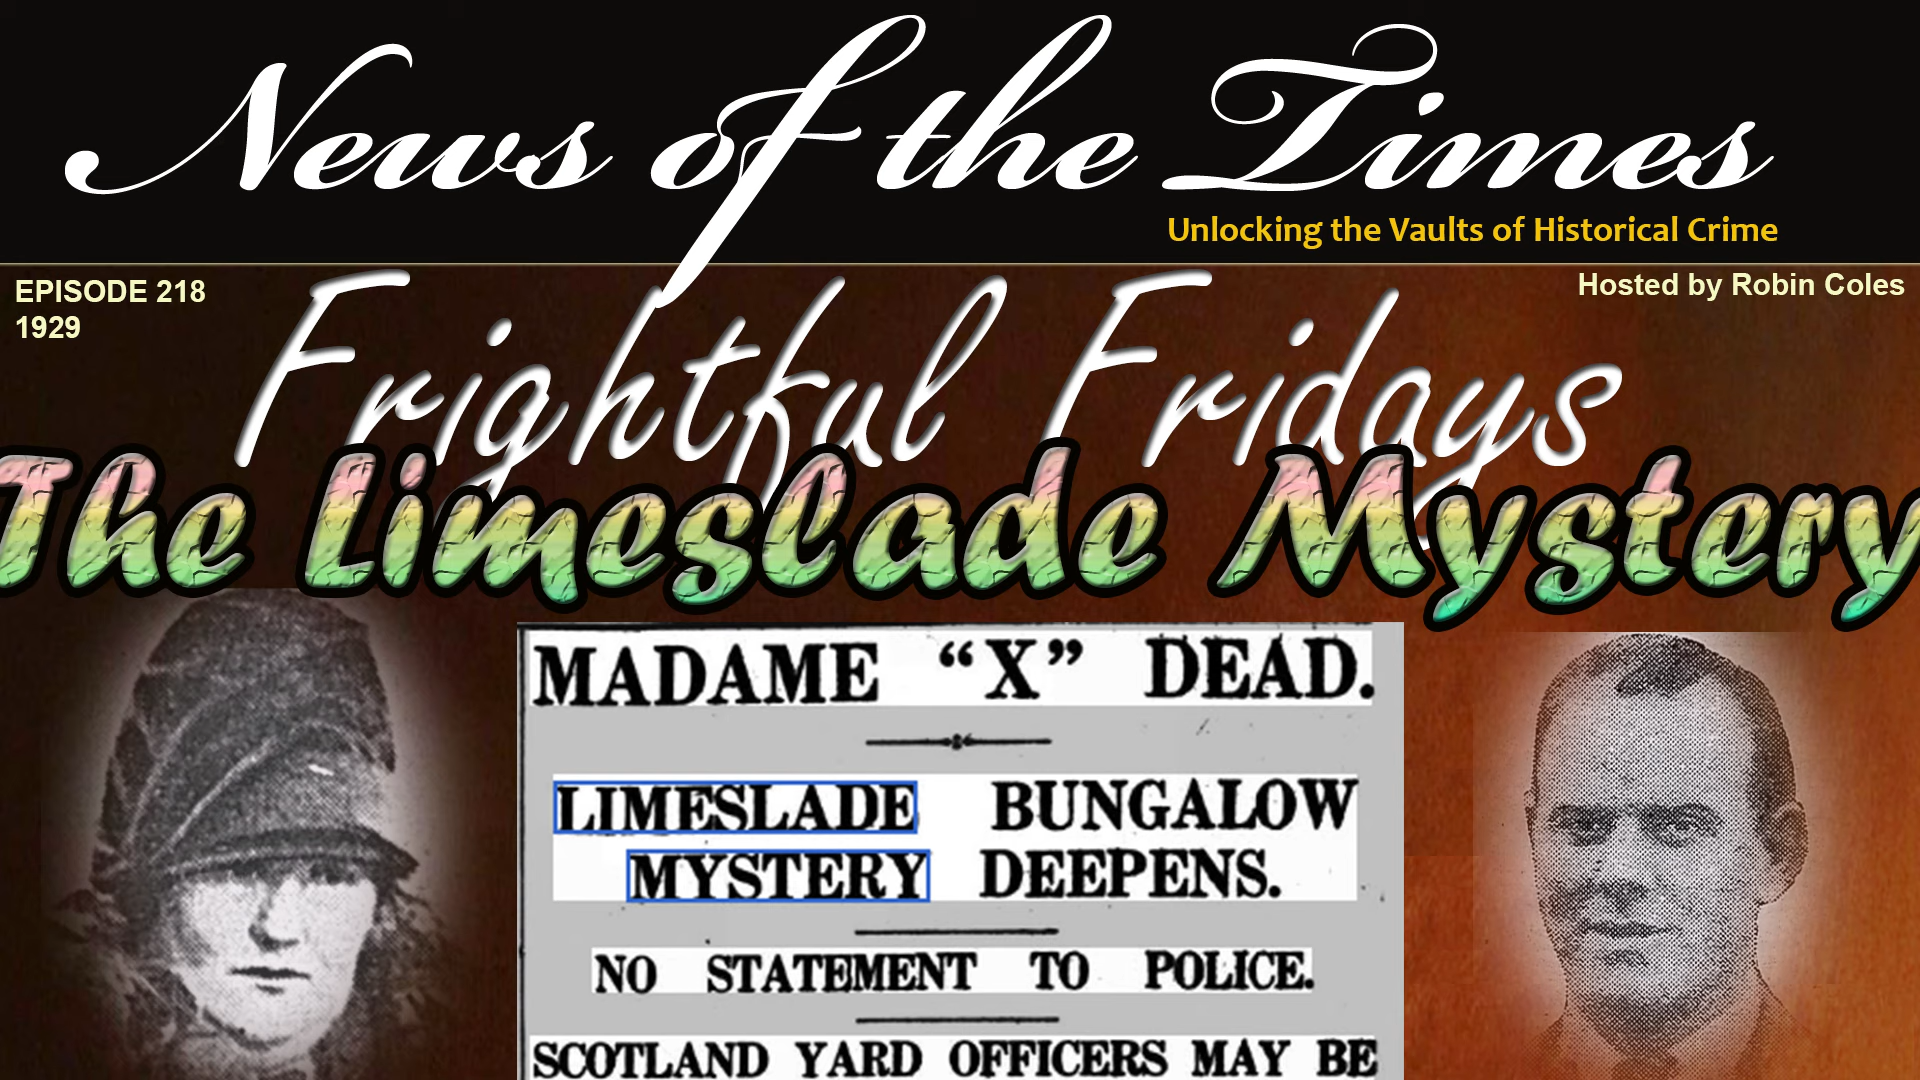 News of the Times
Unlocking the Vaults of Historical Crime
EPISODE 218
1929
Hosted by Robin Coles
Frightful Fridays
The Limeslade Mystery
MADAME “X” DEAD.
LIMESLADE BUNGALOW
MYSTERY DEEPENS.
NO STATEMENT TO POLICE.
SCOTLAND YARD OFFICERS MAY BE